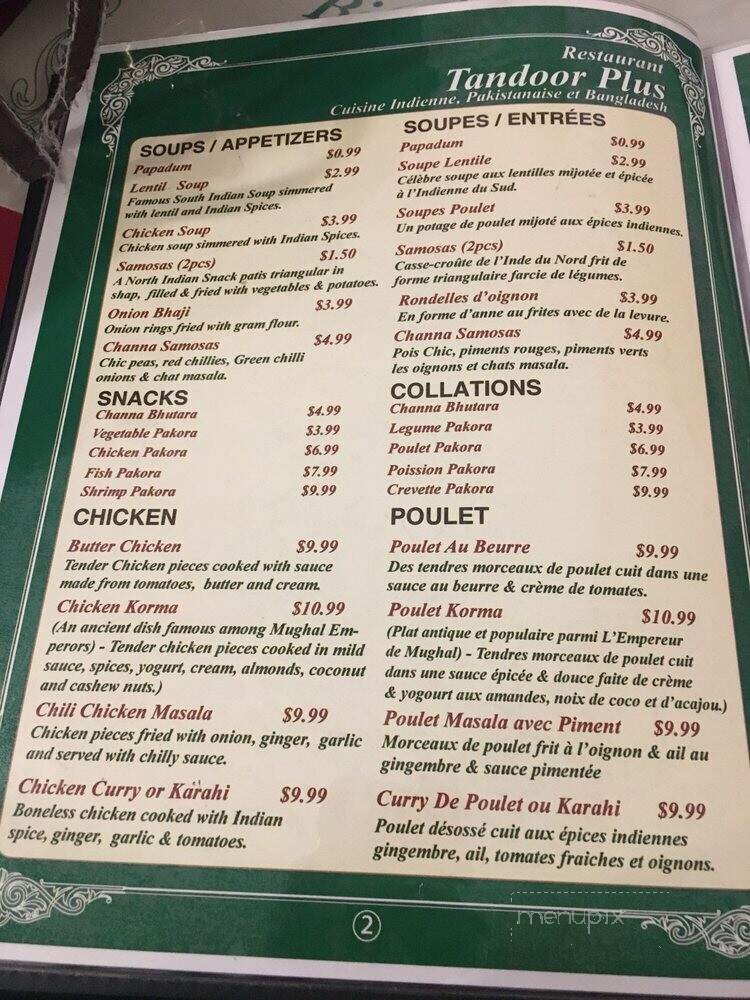 Restaurant
Tandoor Plus
Cuisine Indienne, Pakistanaise et Bangladesh
SOUPS / APPETIZERS
Papadum $0.99
Lentil Soup $2.99
Famous South Indian Soup simmered
with lentil and Indian Spices.
Chicken Soup $3.99
Chicken soup simmered with Indian Spices.
Samosas (2pcs) $1.50
A North Indian Snack patis triangular in
shap, filled & fried with vegetables & potatoes.
Onion Bhaji $3.99
Onion rings fried with gram flour.
Channa Samosas $4.99
Chic peas, red chillies, Green chilli
onions & chat masala.
SNACKS
Channa Bhutara $4.99
Vegetable Pakora $3.99
Chicken Pakora $6.99
Fish Pakora $7.99
Shrimp Pakora $9.99
CHICKEN
Butter Chicken $9.99
Tender Chicken pieces cooked with sauce
made from tomatoes, butter and cream.
Chicken Korma $10.99
(An ancient dish famous among Mughal Em-
perors) - Tender chicken pieces cooked in mild
sauce, spices, yogurt, cream, almonds, coconut
and cashew nuts.)
Chili Chicken Masala $9.99
Chicken pieces fried with onion, ginger, garlic
and served with chilly sauce.
Chicken Curry or Karahi $9.99
Boneless chicken cooked with Indian
spice, ginger, garlic & tomatoes.
SOUPES / ENTRÉES
Papadum $0.99
Soupe Lentile $2.99
Célèbre soupe aux lentilles mijotée et épicée
à l'Indienne du Sud.
Soupes Poulet $3.99
Un potage de poulet mijoté aux épices indiennes.
Samosas (2pcs) $1.50
Casse-croûte de l'Inde du Nord frit de
forme triangulaire farcie de légumes.
Rondelles d'oignon $3.99
En forme d'anne au frites avec de la levure.
Channa Samosas $4.99
Pois Chic, piments rouges, piments verts
les oignons et chats masala.
COLLATIONS
Channa Bhutara $4.99
Legume Pakora $3.99
Poulet Pakora $6.99
Poission Pakora $7.99
Crevette Pakora $9.99
POULET
Poulet Au Beurre $9.99
Des tendres morceaux de poulet cuit dans une
sauce au beurre & crème de tomates.
Poulet Korma $10.99
(Plat antique et populaire parmi L'Empereur
de Mughal) - Tendres morceaux de poulet cuit
dans une sauce épicée & douce faite de crème
& yogourt aux amandes, noix de coco et d'acajou.)
Poulet Masala avec Piment $9.99
Morceaux de poulet frit à l'oignon & ail au
gingembre & sauce pimentée
Curry De Poulet ou Karahi $9.99
Poulet désossé cuit aux épices indiennes
gingembre, ail, tomates fraiches et oignons.
2
menupix